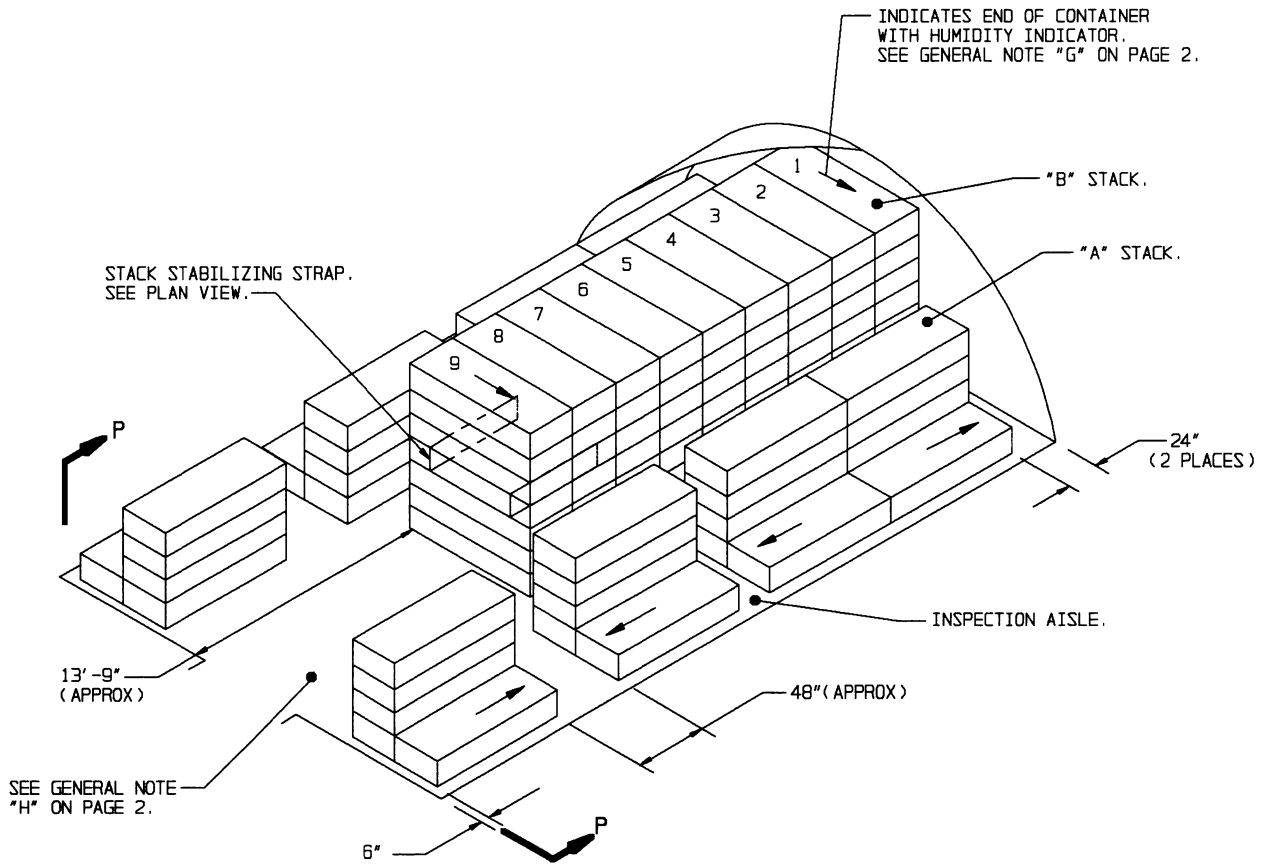 INDICATES END OF CONTAINER
WITH HUMIDITY INDICATOR.
SEE GENERAL NOTE "G" ON PAGE 2.
"B" STACK.
"A" STACK.
STACK STABILIZING STRAP.
SEE PLAN VIEW.
1
2
3
4
5
6
7
8
9
P
24"
(2 PLACES)
INSPECTION AISLE.
13'-9"
(APPROX)
48"(APPROX)
SEE GENERAL NOTE
"H" ON PAGE 2.
6"
P